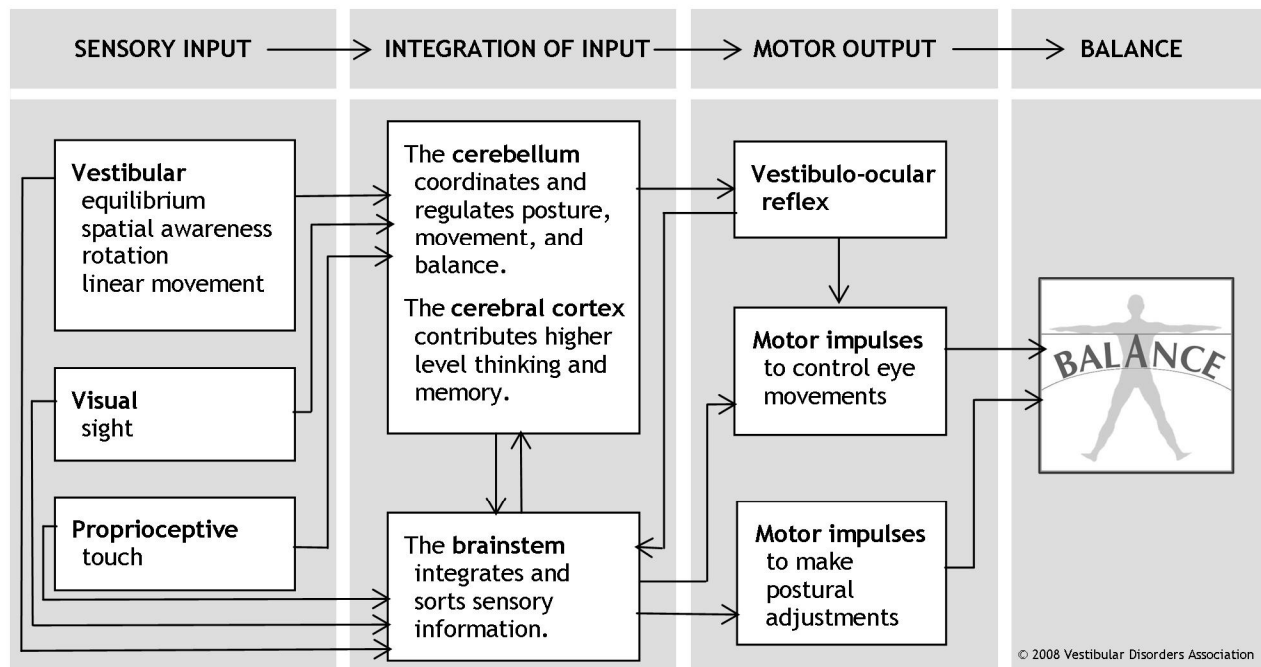 SENSORY INPUT
INTEGRATION OF INPUT
MOTOR OUTPUT
BALANCE
Vestibular
equilibrium
spatial awareness
rotation
linear movement
Visual
sight
Proprioceptive
touch
The cerebellum
coordinates and
regulates posture,
movement, and
balance.
The cerebral cortex
contributes higher
level thinking and
memory.
The brainstem
integrates and
sorts sensory
information.
Vestibulo-ocular
reflex
Motor impulses
to control eye
movements
Motor impulses
to make
postural
adjustments
BALANCE
© 2008 Vestibular Disorders Association